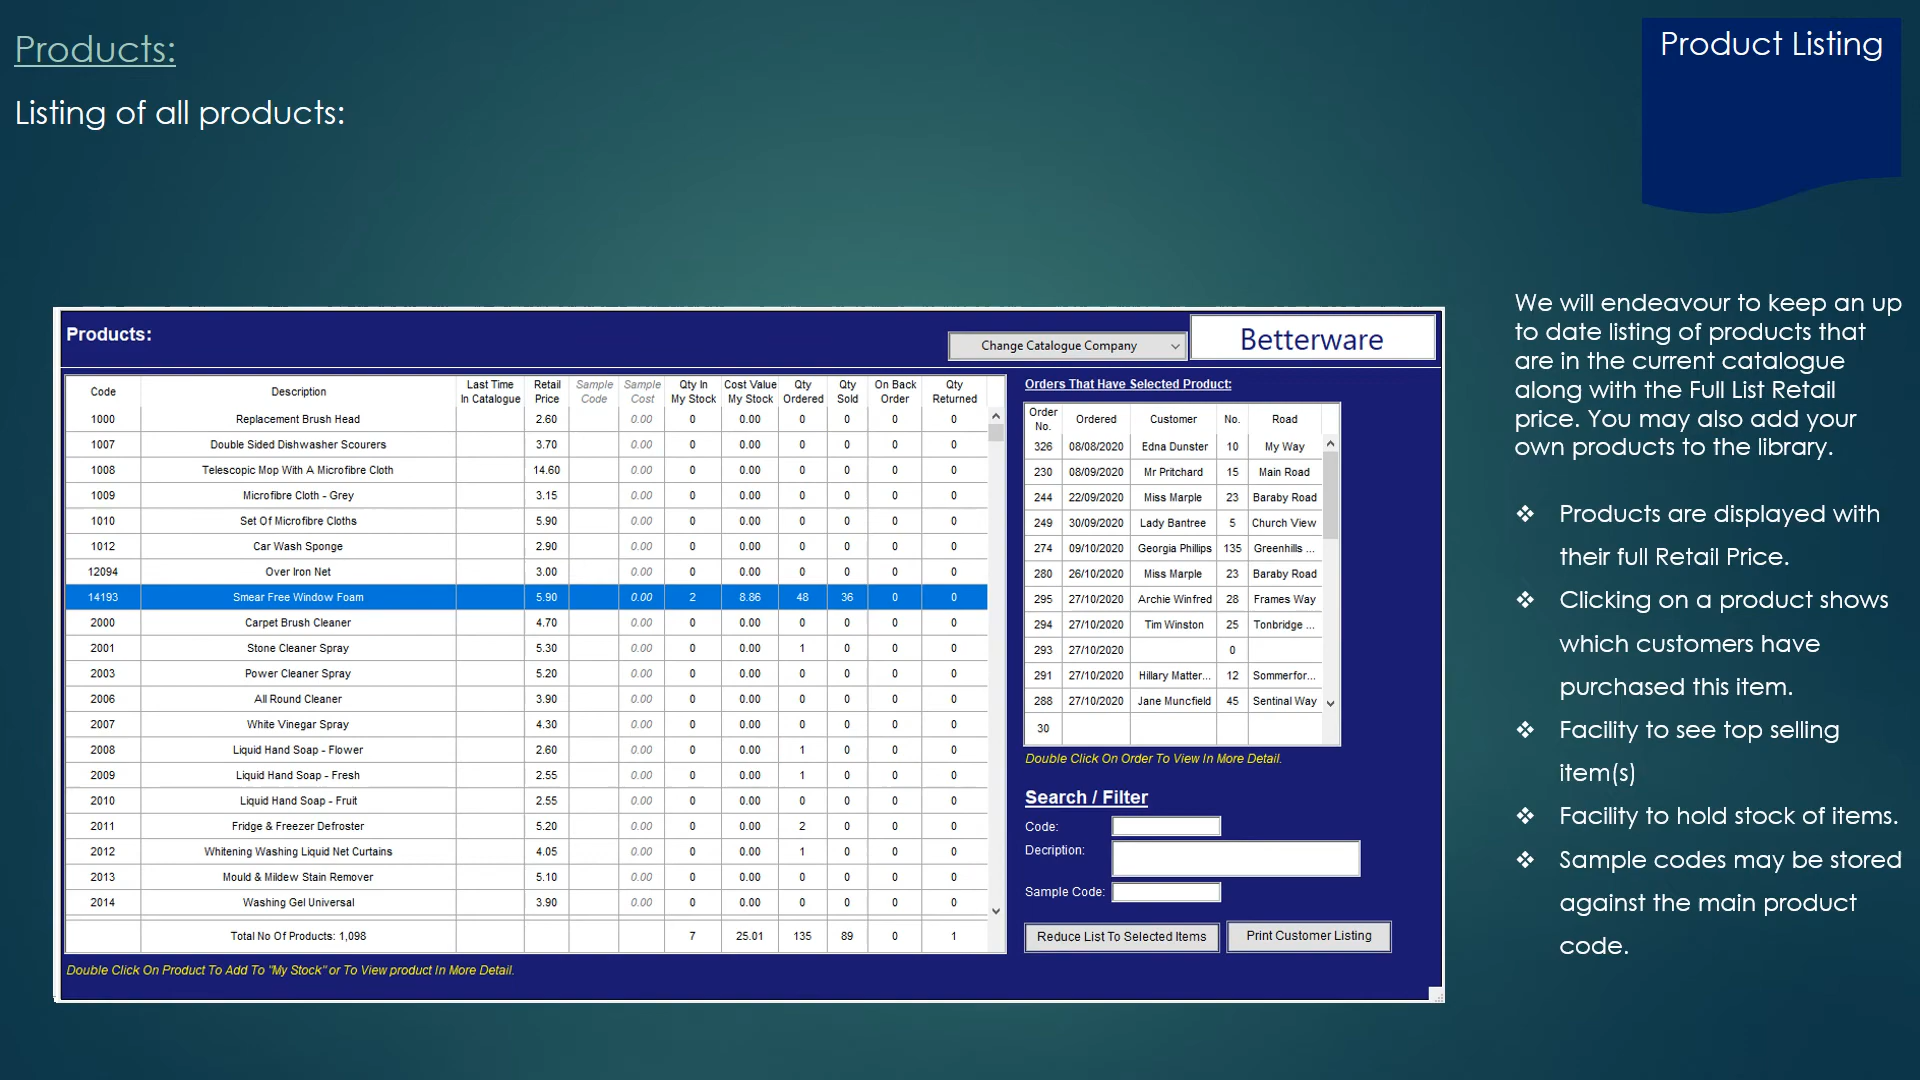 Products:
Product Listing
Listing of all products:
Products:
Change Catalogue Company
Betterware
Code Description Last Time In Catalogue Retail Price Sample Code Sample Cost Qty In My Stock Cost Value My Stock Qty Ordered Qty Sold On Back Order Qty Returned
1000 Replacement Brush Head 2.60 0.00 0 0.00 0 0 0 0
1007 Double Sided Dishwasher Scourers 3.70 0.00 0 0.00 0 0 0 0
1008 Telescopic Mop With A Microfibre Cloth 14.60 0.00 0 0.00 0 0 0 0
1009 Microfibre Cloth - Grey 3.15 0.00 0 0.00 0 0 0 0
1010 Set Of Microfibre Cloths 5.90 0.00 0 0.00 0 0 0 0
1012 Car Wash Sponge 2.90 0.00 0 0.00 0 0 0 0
12094 Over Iron Net 3.00 0.00 0 0.00 0 0 0 0
14193 Smear Free Window Foam 5.90 0.00 2 8.86 48 36 0 0
2000 Carpet Brush Cleaner 4.70 0.00 0 0.00 0 0 0 0
2001 Stone Cleaner Spray 5.30 0.00 0 0.00 1 0 0 0
2003 Power Cleaner Spray 5.20 0.00 0 0.00 0 0 0 0
2006 All Round Cleaner 3.90 0.00 0 0.00 0 0 0 0
2007 White Vinegar Spray 4.30 0.00 0 0.00 0 0 0 0
2008 Liquid Hand Soap - Flower 2.60 0.00 0 0.00 1 0 0 0
2009 Liquid Hand Soap - Fresh 2.55 0.00 0 0.00 1 0 0 0
2010 Liquid Hand Soap - Fruit 2.55 0.00 0 0.00 0 0 0 0
2011 Fridge & Freezer Defroster 5.20 0.00 0 0.00 2 0 0 0
2012 Whitening Washing Liquid Net Curtains 4.05 0.00 0 0.00 1 0 0 0
2013 Mould & Mildew Stain Remover 5.10 0.00 0 0.00 0 0 0 0
2014 Washing Gel Universal 3.90 0.00 0 0.00 0 0 0 0
Total No Of Products: 1,098 7 25.01 135 89 0 1
Double Click On Product To Add To "My Stock" or To View product In More Detail.
Orders That Have Selected Product:
Order No. Ordered Customer No. Road
326 08/08/2020 Edna Dunster 10 My Way
230 08/09/2020 Mr Pritchard 15 Main Road
244 22/09/2020 Miss Marple 23 Baraby Road
249 30/09/2020 Lady Bantree 5 Church View
274 09/10/2020 Georgia Phillips 135 Greenhills ...
280 26/10/2020 Miss Marple 23 Baraby Road
295 27/10/2020 Archie Winfred 28 Frames Way
294 27/10/2020 Tim Winston 25 Tonbridge ...
293 27/10/2020 0
291 27/10/2020 Hillary Matter... 12 Sommerfor...
288 27/10/2020 Jane Muncfield 45 Sentinal Way
30
Double Click On Order To View In More Detail.
Search / Filter
Code:
Decription:
Sample Code:
Reduce List To Selected Items
Print Customer Listing
We will endeavour to keep an up
to date listing of products that
are in the current catalogue
along with the Full List Retail
price. You may also add your
own products to the library.
❖ Products are displayed with
their full Retail Price.
❖ Clicking on a product shows
which customers have
purchased this item.
❖ Facility to see top selling
item(s)
❖ Facility to hold stock of items.
❖ Sample codes may be stored
against the main product
code.